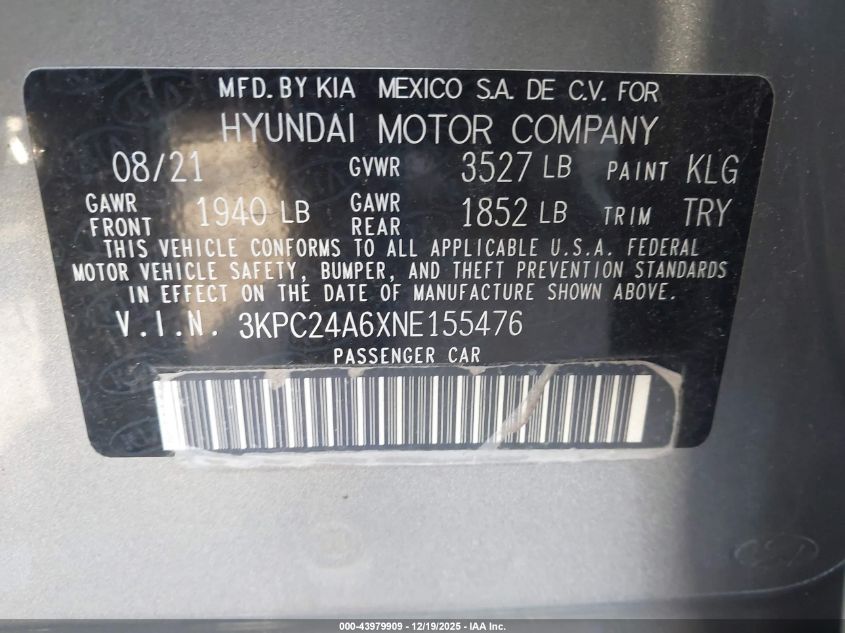 MFD. BY KIA MEXICO S.A. DE C.V. FOR
HYUNDAI MOTOR COMPANY
08/21 GVWR 3527 LB PAINT KLG
GAWR FRONT 1940 LB GAWR REAR 1852 LB TRIM TRY
THIS VEHICLE CONFORMS TO ALL APPLICABLE U.S.A. FEDERAL
MOTOR VEHICLE SAFETY, BUMPER, AND THEFT PREVENTION STANDARDS
IN EFFECT ON THE DATE OF MANUFACTURE SHOWN ABOVE.
V.I.N. 3KPC24A6XNE155476
PASSENGER CAR
000-43979909 - 12/19/2025 - IAA Inc.